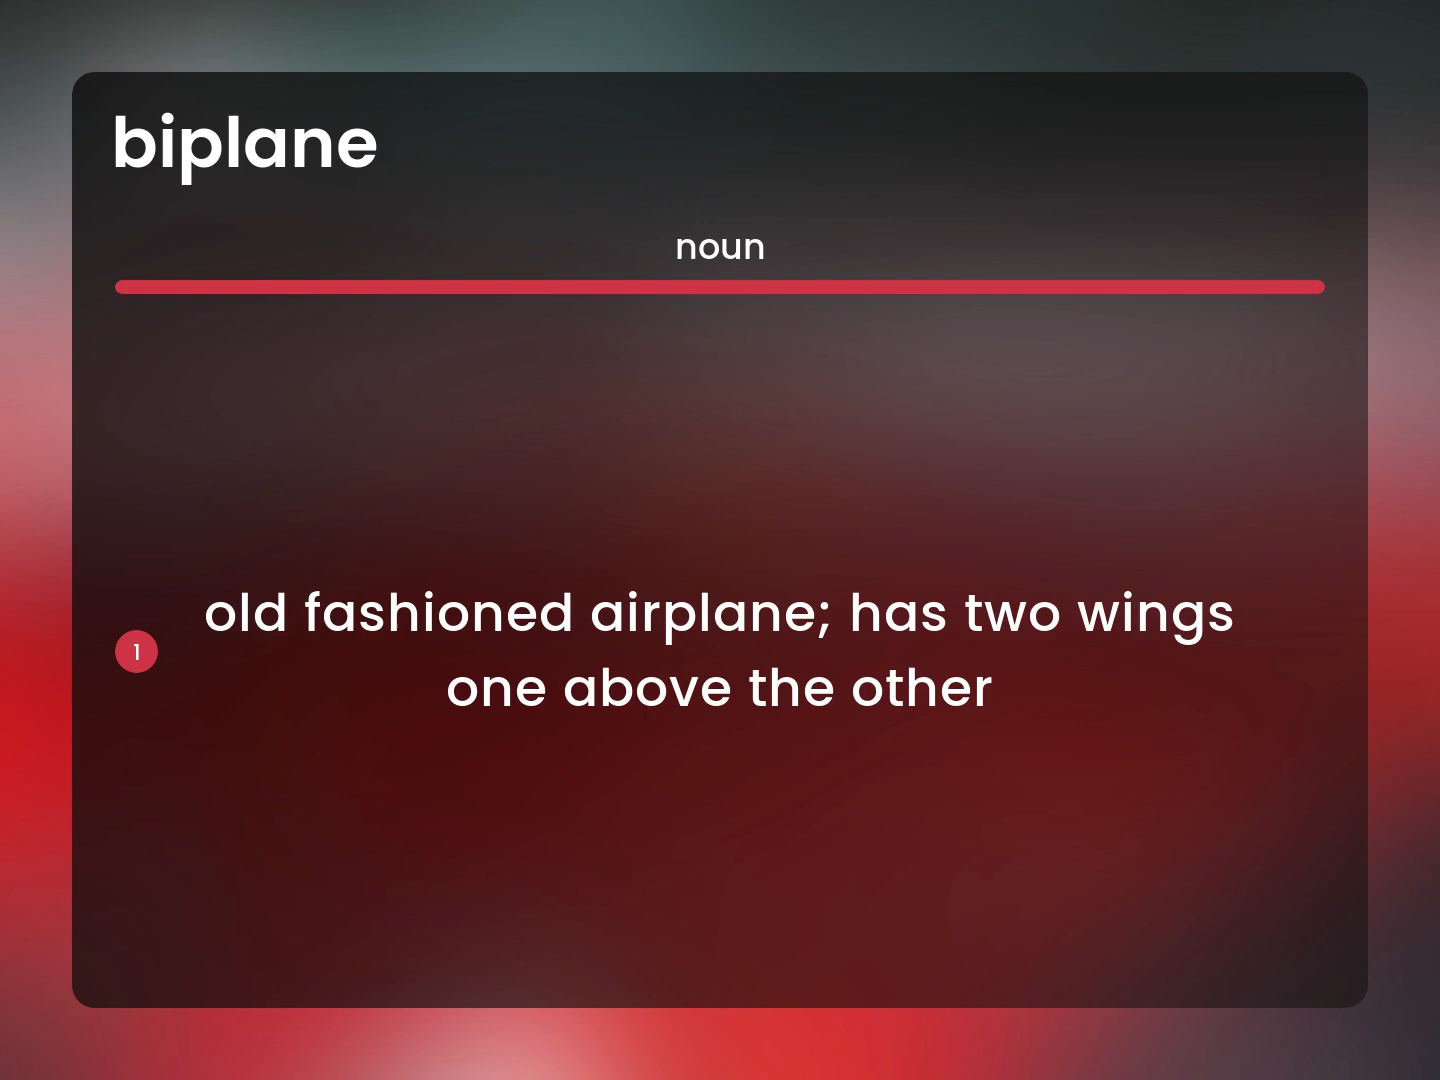 biplane
noun
1
old fashioned airplane; has two wings
one above the other